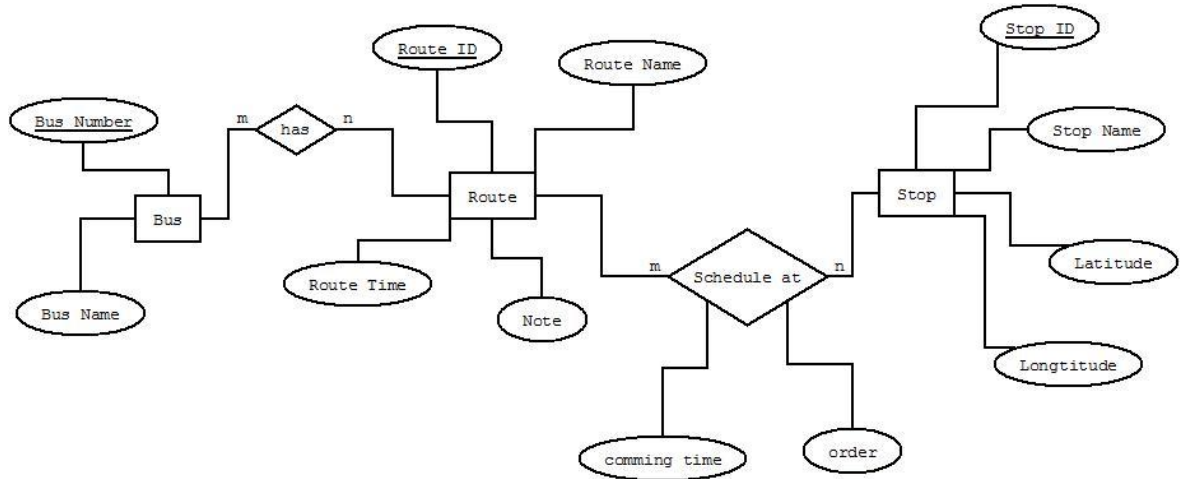 Stop ID
Route ID
Route Name
Bus Number
m
has
n
Stop Name
Route
Stop
Bus
Latitude
m
Schedule at
n
Route Time
Bus Name
Note
Longtitude
comming time
order